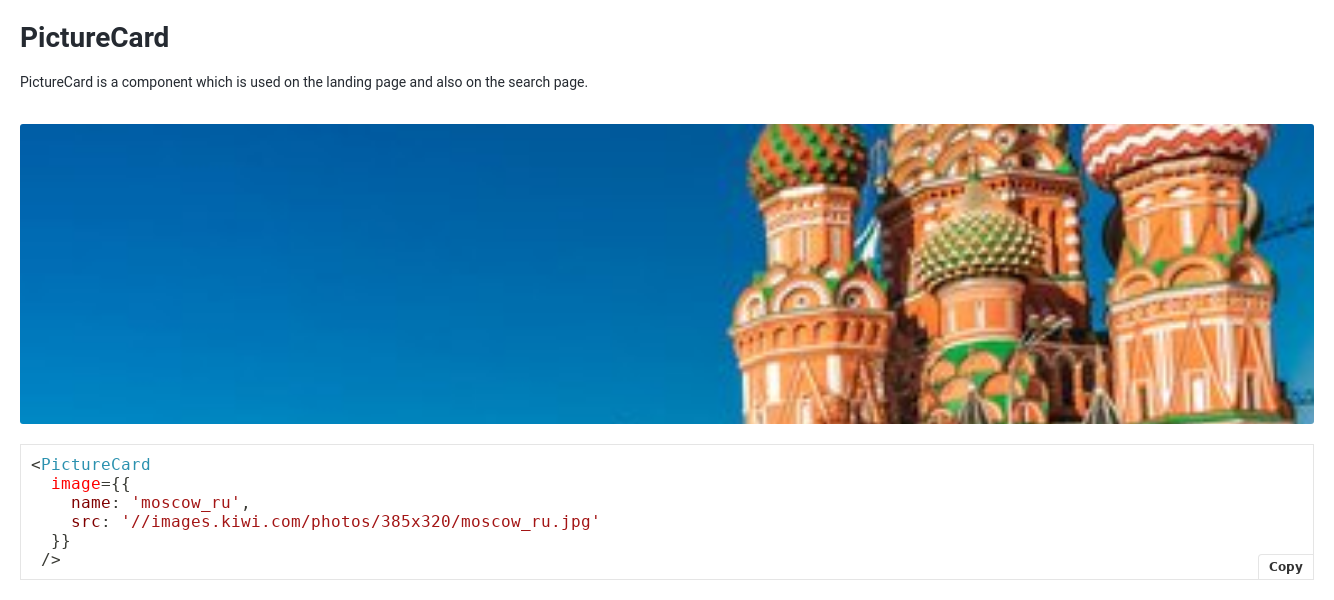 PictureCard
PictureCard is a component which is used on the landing page and also on the search page.
<PictureCard
  image={{
    name: 'moscow_ru',
    src: '//images.kiwi.com/photos/385x320/moscow_ru.jpg'
  }}
 />
Copy